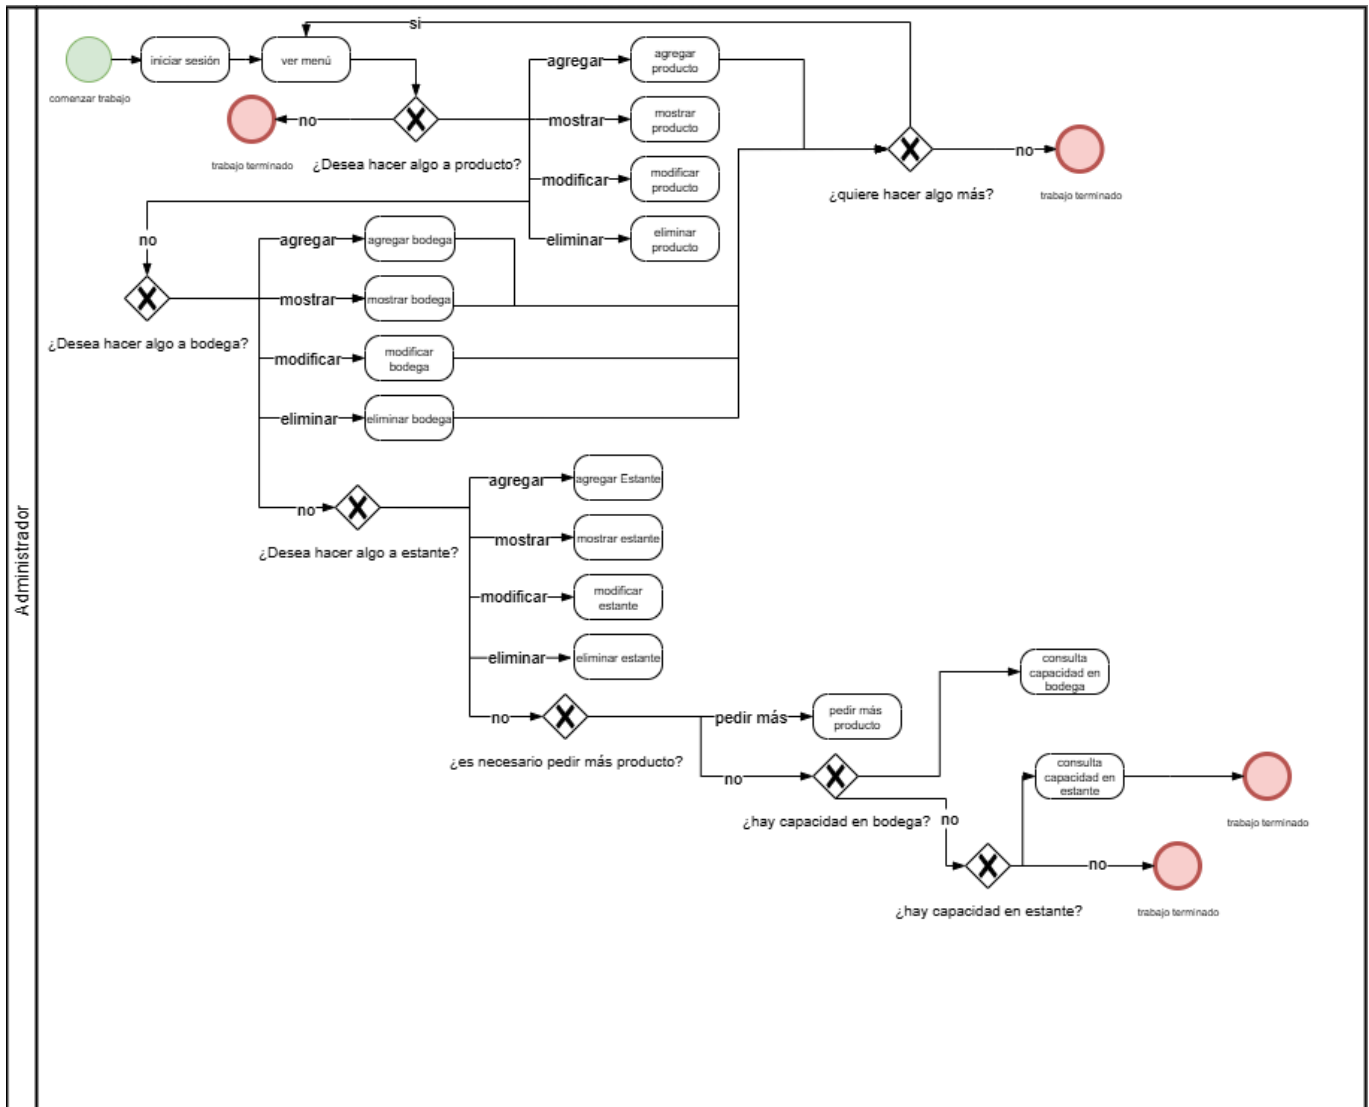 Administrador
si
comenzar trabajo
iniciar sesión
ver menú
no
trabajo terminado
¿Desea hacer algo a producto?
agregar
agregar
producto
mostrar
mostrar
producto
modificar
modificar
producto
eliminar
eliminar
producto
¿quiere hacer algo más?
no
trabajo terminado
no
¿Desea hacer algo a bodega?
agregar
agregar bodega
mostrar
mostrar bodega
modificar
modificar
bodega
eliminar
eliminar bodega
no
¿Desea hacer algo a estante?
agregar
agregar Estante
mostrar
mostrar estante
modificar
modificar
estante
eliminar
eliminar estante
no
¿es necesario pedir más producto?
pedir más
pedir más
producto
no
¿hay capacidad en bodega?
consulta
capacidad en
bodega
no
¿hay capacidad en estante?
consulta
capacidad en
estante
trabajo terminado
no
trabajo terminado